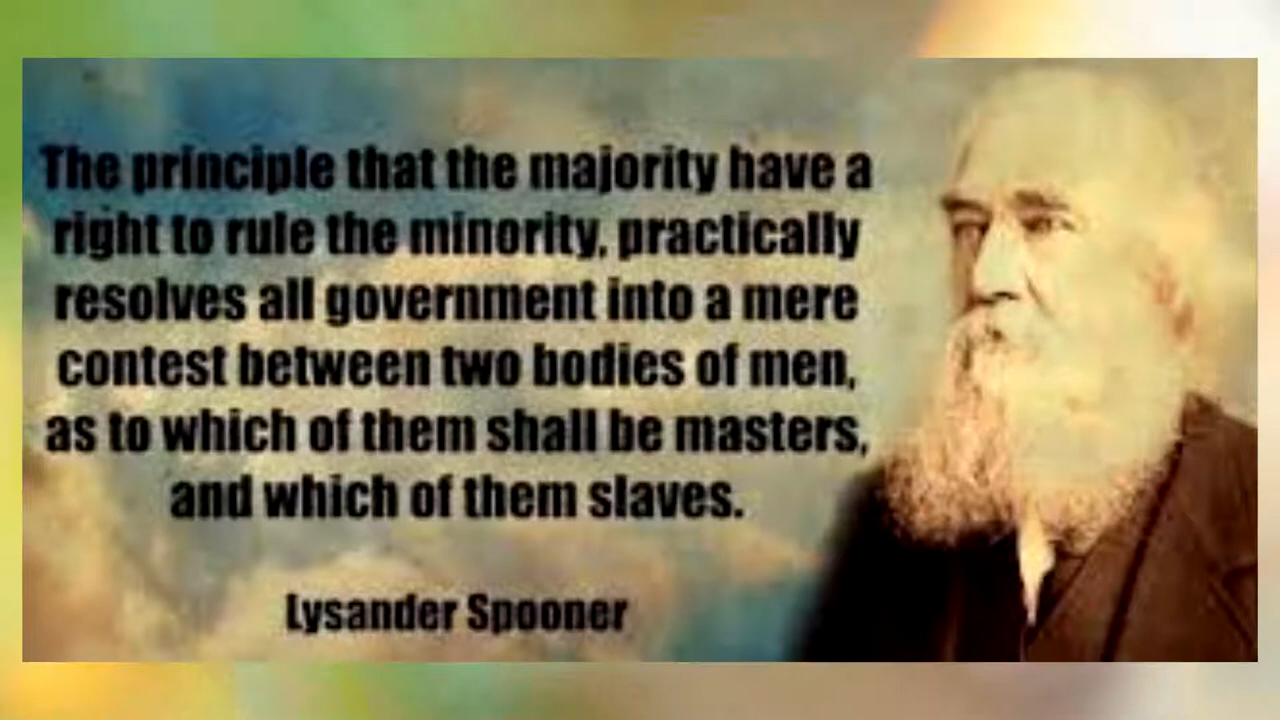 The principle that the majority have a
right to rule the minority, practically
resolves all government into a mere
contest between two bodies of men,
as to which of them shall be masters,
and which of them slaves.
Lysander Spooner